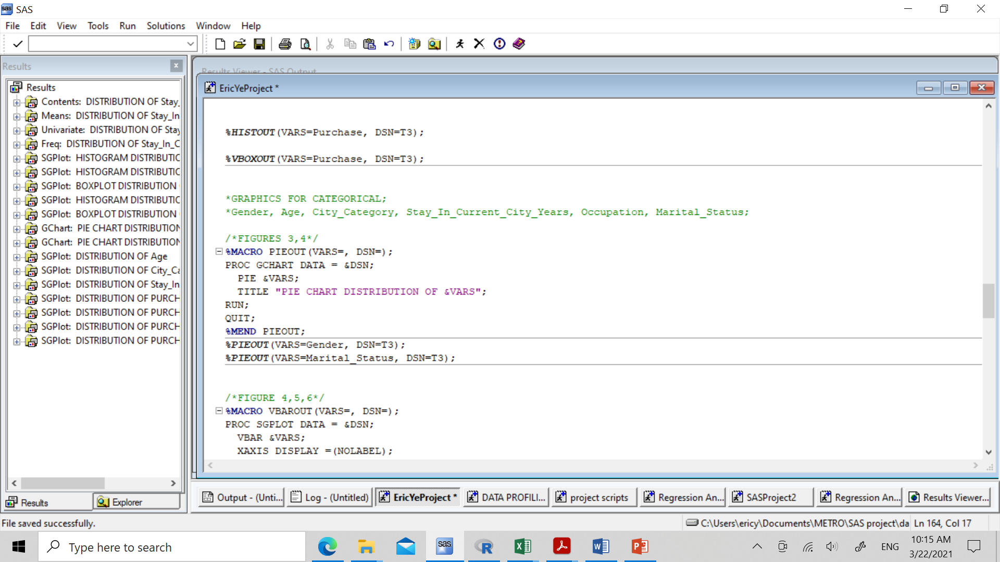 SAS
File Edit View Tools Run Solutions Window Help
Results
Results
Contents: DISTRIBUTION OF Stay_
Means: DISTRIBUTION OF Stay_In
Univariate: DISTRIBUTION OF Stay
Freq: DISTRIBUTION OF Stay_In_C
SGPlot: HISTOGRAM DISTRIBUTIO
SGPlot: HISTOGRAM DISTRIBUTIO
SGPlot: BOXPLOT DISTRIBUTION
SGPlot: HISTOGRAM DISTRIBUTIO
SGPlot: BOXPLOT DISTRIBUTION
GChart: PIE CHART DISTRIBUTION
GChart: PIE CHART DISTRIBUTION
SGPlot: DISTRIBUTION OF Age
SGPlot: DISTRIBUTION OF City_Ca
SGPlot: DISTRIBUTION OF Stay_In
SGPlot: DISTRIBUTION OF PURCH
SGPlot: DISTRIBUTION OF PURCH
SGPlot: DISTRIBUTION OF PURCH
SGPlot: DISTRIBUTION OF PURCH
Results Explorer
Results Viewer - SAS Output
EricYeProject *
%HISTOUT(VARS=Purchase, DSN=T3);
%VBOXOUT(VARS=Purchase, DSN=T3);
*GRAPHICS FOR CATEGORICAL;
*Gender, Age, City_Category, Stay_In_Current_City_Years, Occupation, Marital_Status;
/*FIGURES 3,4*/
%MACRO PIEOUT(VARS=, DSN=);
PROC GCHART DATA = &DSN;
PIE &VARS;
TITLE "PIE CHART DISTRIBUTION OF &VARS";
RUN;
QUIT;
%MEND PIEOUT;
%PIEOUT(VARS=Gender, DSN=T3);
%PIEOUT(VARS=Marital_Status, DSN=T3);
/*FIGURE 4,5,6*/
%MACRO VBAROUT(VARS=, DSN=);
PROC SGPLOT DATA = &DSN;
VBAR &VARS;
XAXIS DISPLAY =(NOLABEL);
Output - (Unti... Log - (Untitled) EricYeProject * DATA PROFILI... project scripts Regression An... SASProject2 Regression An... Results Viewer...
File saved successfully. C:\Users\ericy\Documents\METRO\SAS project\da Ln 164, Col 17
Type here to search
sas
ENG
10:15 AM
3/22/2021